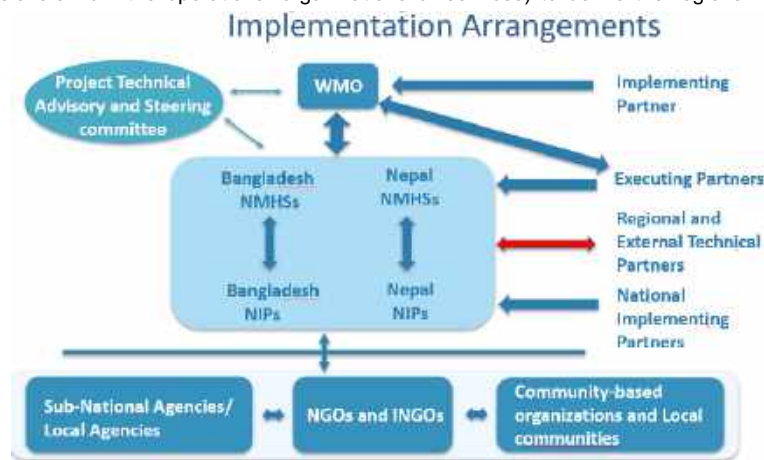 Implementation Arrangements
Project Technical
Advisory and Steering
committee
WMO
Implementing
Partner
Bangladesh
NMHSs
Nepal
NMHSs
Executing Partners
Regional and
External Technical
Partners
Bangladesh
NIPs
Nepal
NIPs
National
Implementing
Partners
Sub-National Agencies/
Local Agencies
NGOs and INGOs
Community-based
organizations and Local
communities